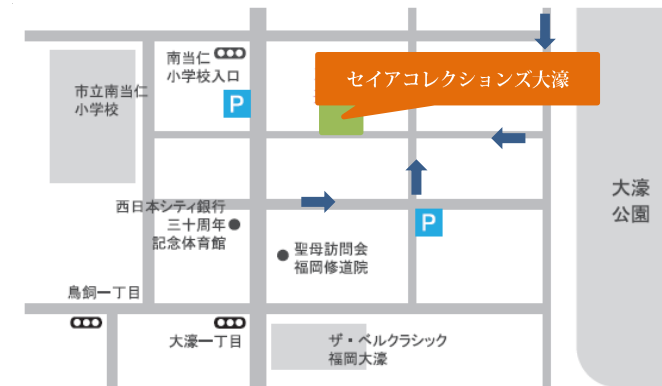 南当仁
小学校入口
セイアコレクションズ大濠
市立南当仁
小学校
P
大濠
公園
西日本シティ銀行
三十周年
記念体育館
P
聖母訪問会
福岡修道院
鳥飼一丁目
大濠一丁目
ザ・ベルクラシック
福岡大濠